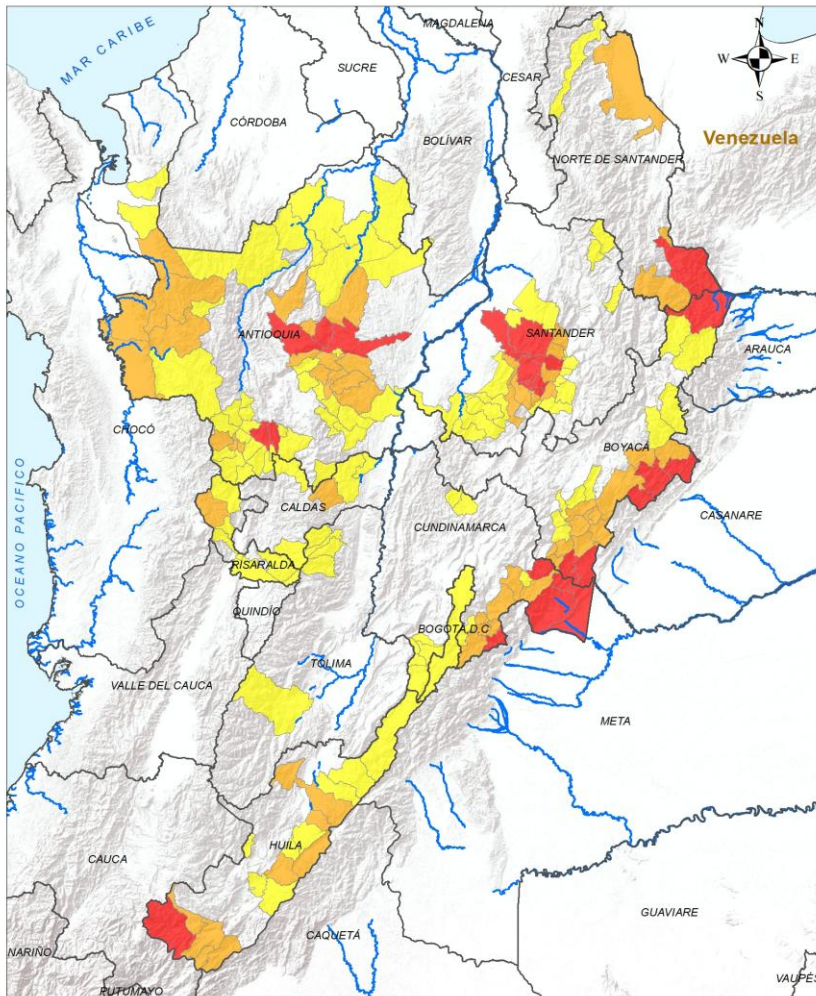 MAGDALENA
N
W E
S
MAR CARIBE
SUCRE
CESAR
CÓRDOBA
BOLÍVAR
Venezuela
NORTE DE SANTANDER
ANTIOQUIA
SANTANDER
ARAUCA
CHOCÓ
BOYACÁ
OCEANO PACIFICO
CALDAS
CUNDINAMARCA
CASANARE
RISARALDA
QUINDÍO
BOGOTÁ D.C
TOLIMA
VALLE DEL CAUCA
META
CAUCA
HUILA
GUAVIARE
CAQUETÁ
NARIÑO
PUTUMAYO
VAUPÉS